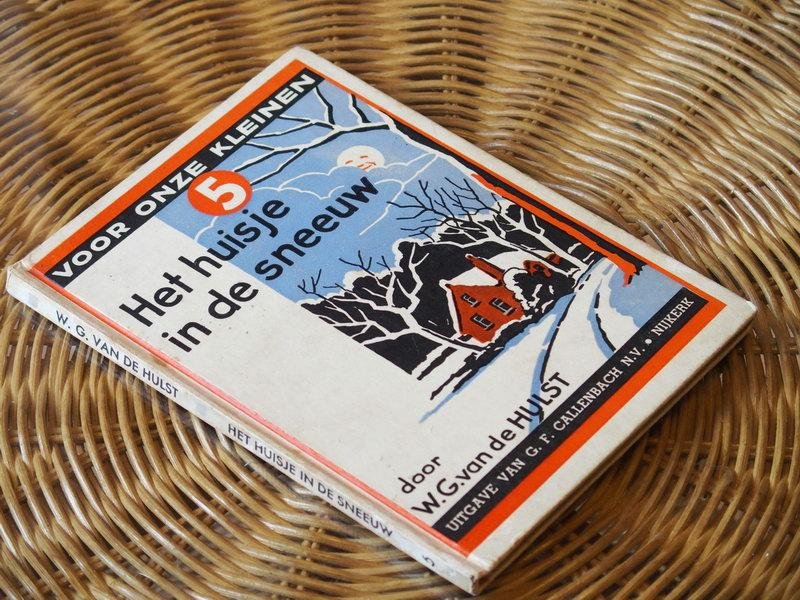 VOOR ONZE KLEINEN
5
Het huisje
in de sneeuw
door
W.G.van de HULST
UITGAVE VAN G. F. CALLENBACH N.V. • NIJKERK
W. G. VAN DE HULST
HET HUISJE IN DE SNEEUW
5